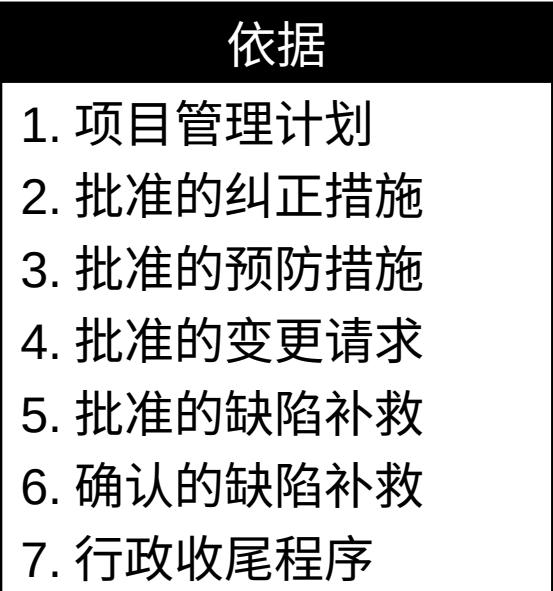 依据
1. 项目管理计划
2. 批准的纠正措施
3. 批准的预防措施
4. 批准的变更请求
5. 批准的缺陷补救
6. 确认的缺陷补救
7. 行政收尾程序